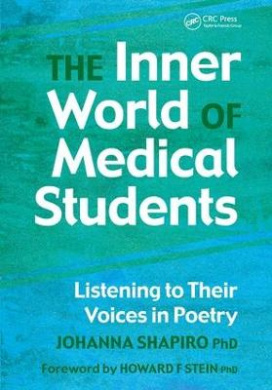 CRC
CRC Press
Taylor & Francis Group
THE Inner
World OF
Medical
Students
Listening to Their
Voices in Poetry
JOHANNA SHAPIRO PhD
Foreword by HOWARD F STEIN PhD